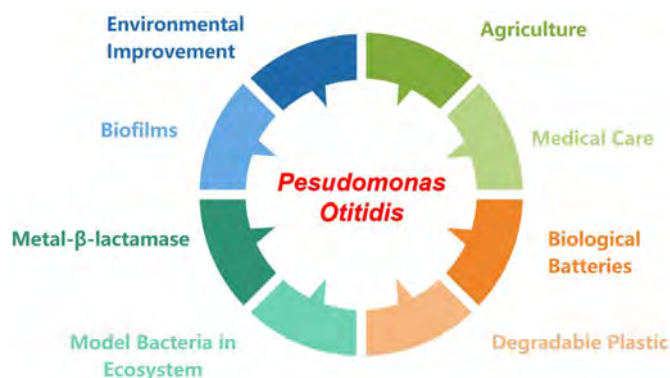 Environmental
Improvement
Agriculture
Biofilms
Medical Care
Pesudomonas
Otitidis
Metal-β-lactamase
Biological
Batteries
Model Bacteria in
Ecosystem
Degradable Plastic